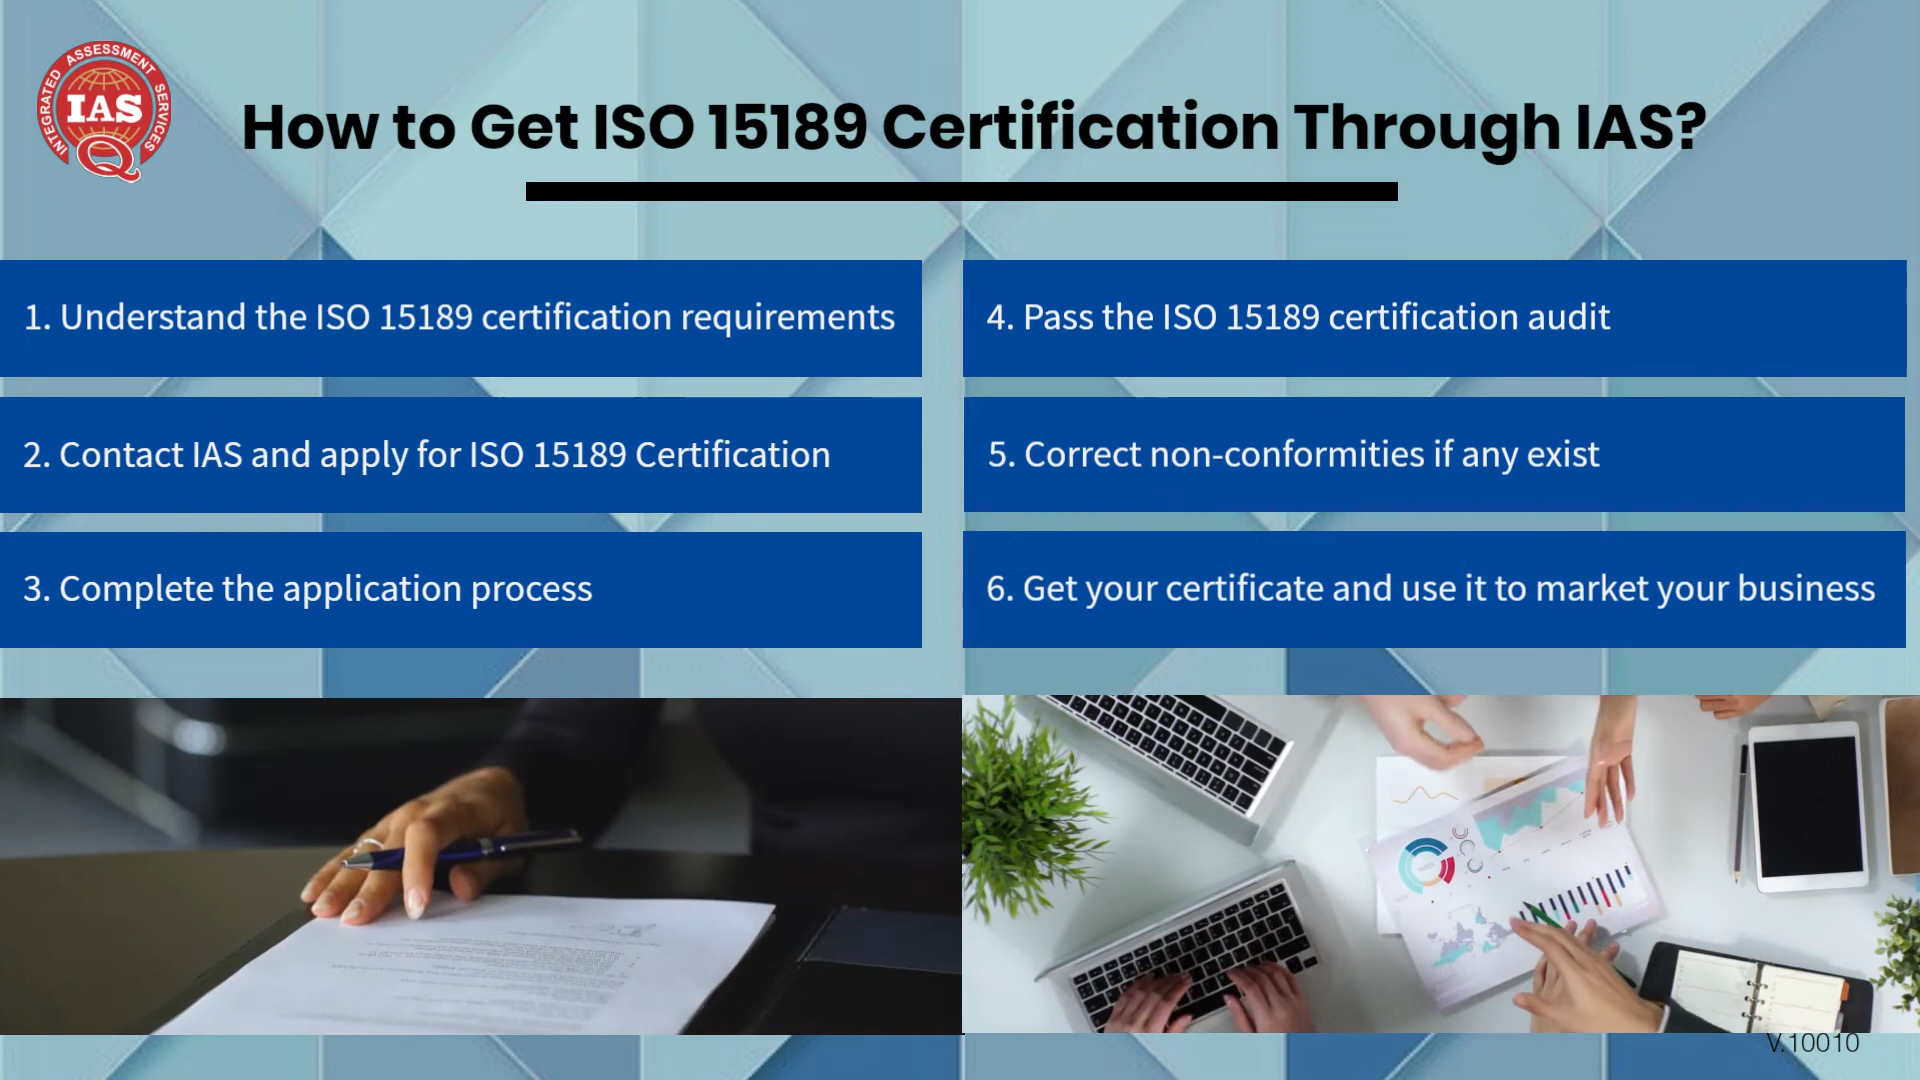 INTEGRATED ASSESSMENT SERVICES
IAS
Q
How to Get ISO 15189 Certification Through IAS?
1. Understand the ISO 15189 certification requirements
2. Contact IAS and apply for ISO 15189 Certification
3. Complete the application process
4. Pass the ISO 15189 certification audit
5. Correct non-conformities if any exist
6. Get your certificate and use it to market your business
V.10010